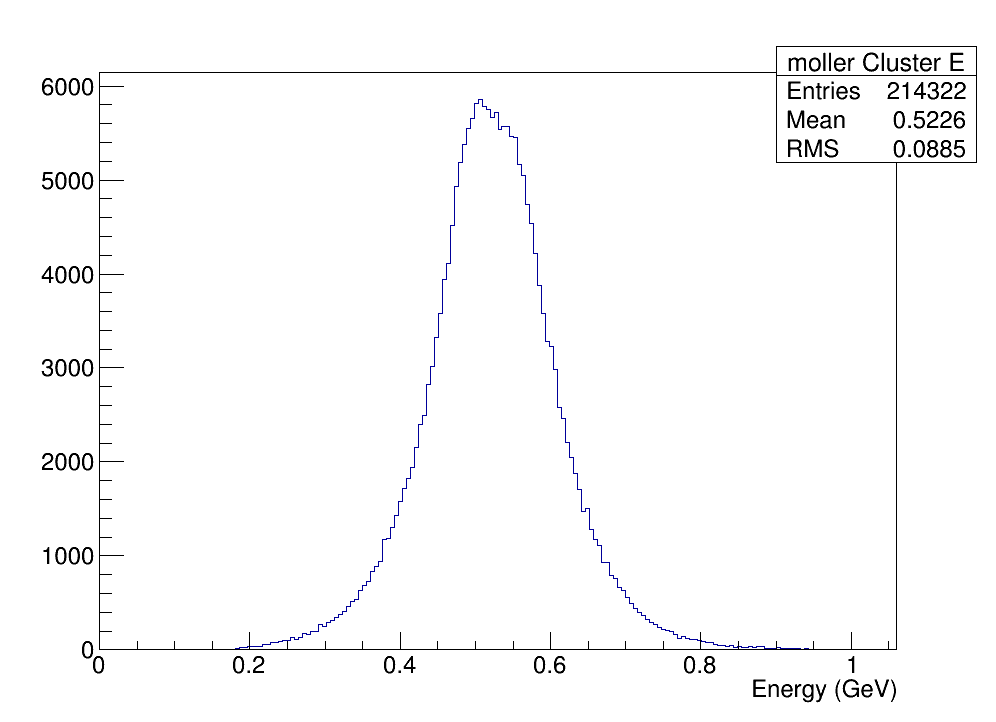 moller Cluster E
Entries 214322
Mean 0.5226
RMS 0.0885
6000
5000
4000
3000
2000
1000
0
0 0.2 0.4 0.6 0.8 1
Energy (GeV)